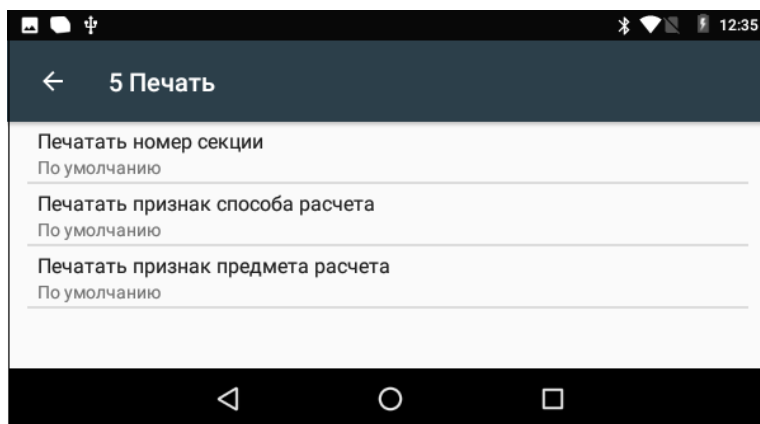 12:35
5 Печать
Печатать номер секции
По умолчанию
Печатать признак способа расчета
По умолчанию
Печатать признак предмета расчета
По умолчанию